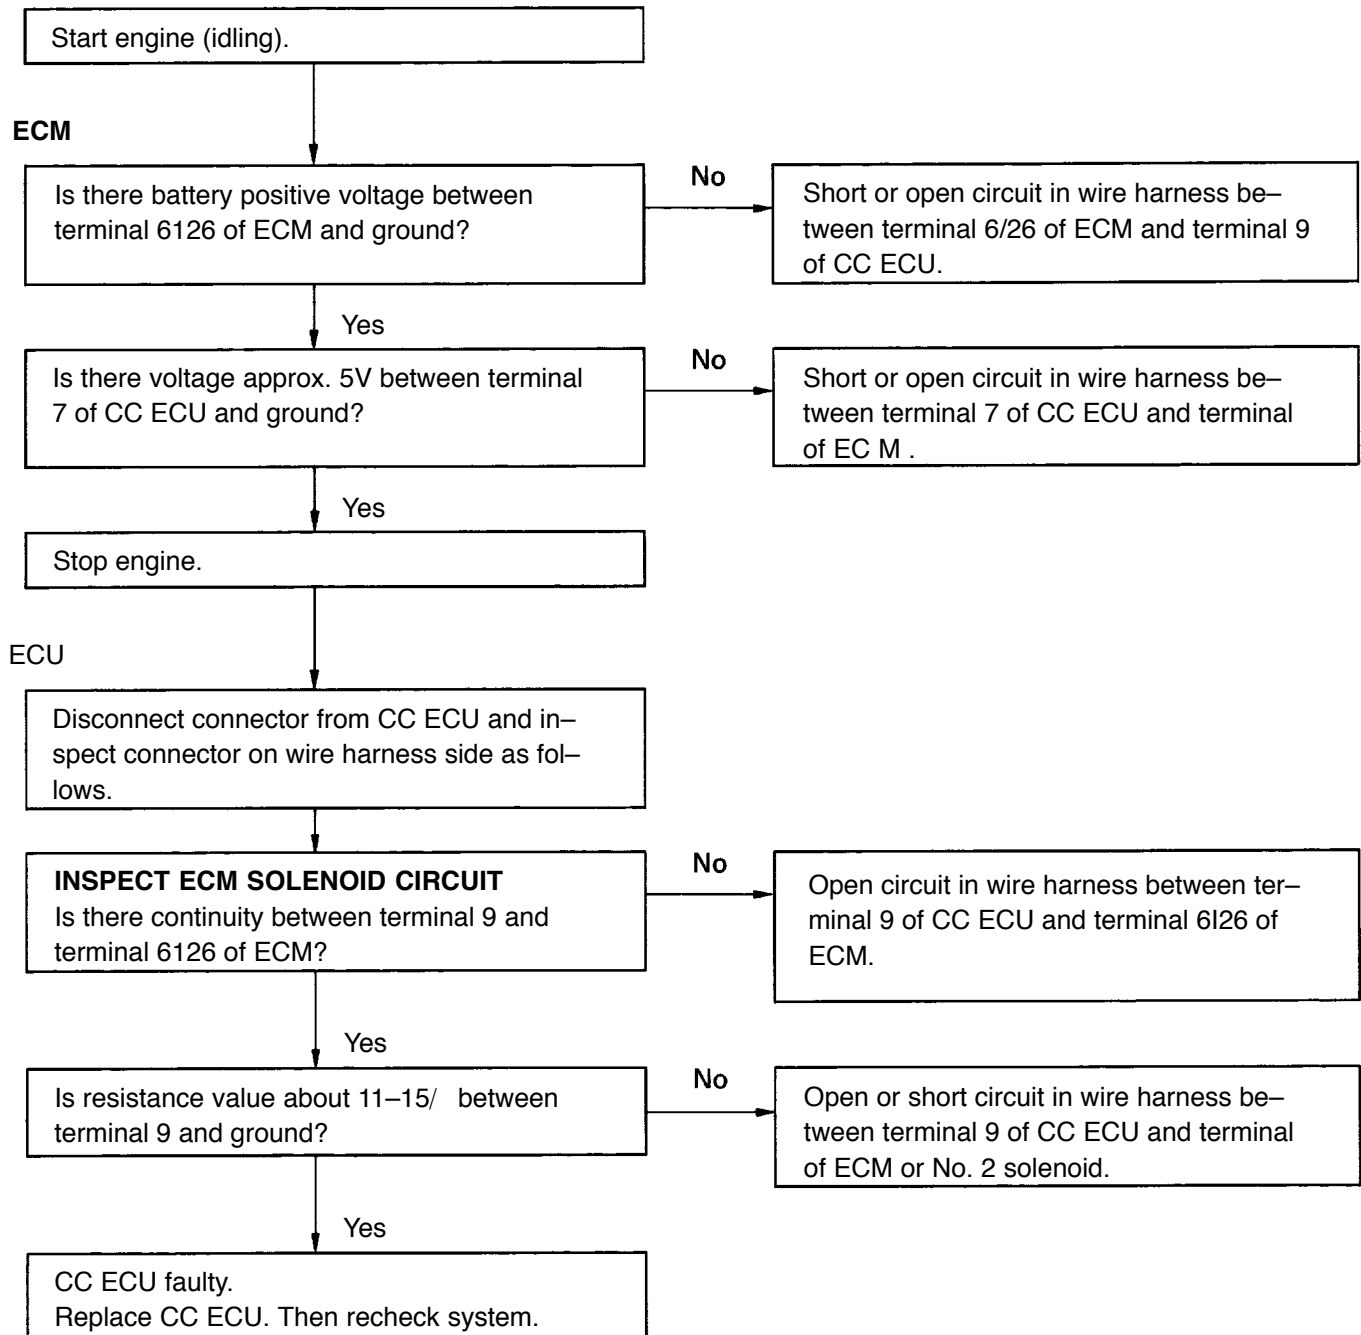 Start engine (idling).
ECM
Is there battery positive voltage between
terminal 6126 of ECM and ground?
No
Short or open circuit in wire harness be–
tween terminal 6/26 of ECM and terminal 9
of CC ECU.
Yes
Is there voltage approx. 5V between terminal
7 of CC ECU and ground?
No
Short or open circuit in wire harness be–
tween terminal 7 of CC ECU and terminal
of EC M .
Yes
Stop engine.
ECU
Disconnect connector from CC ECU and in–
spect connector on wire harness side as fol–
lows.
INSPECT ECM SOLENOID CIRCUIT
Is there continuity between terminal 9 and
terminal 6126 of ECM?
No
Open circuit in wire harness between ter–
minal 9 of CC ECU and terminal 6I26 of
ECM.
Yes
Is resistance value about 11–15/ between
terminal 9 and ground?
No
Open or short circuit in wire harness be–
tween terminal 9 of CC ECU and terminal
of ECM or No. 2 solenoid.
Yes
CC ECU faulty.
Replace CC ECU. Then recheck system.